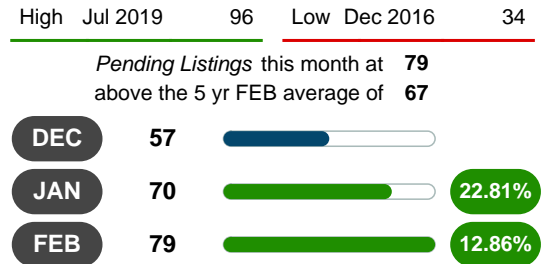 High Jul 2019 96 Low Dec 2016 34
Pending Listings this month at 79
above the 5 yr FEB average of 67
DEC 57
JAN 70 22.81%
FEB 79 12.86%